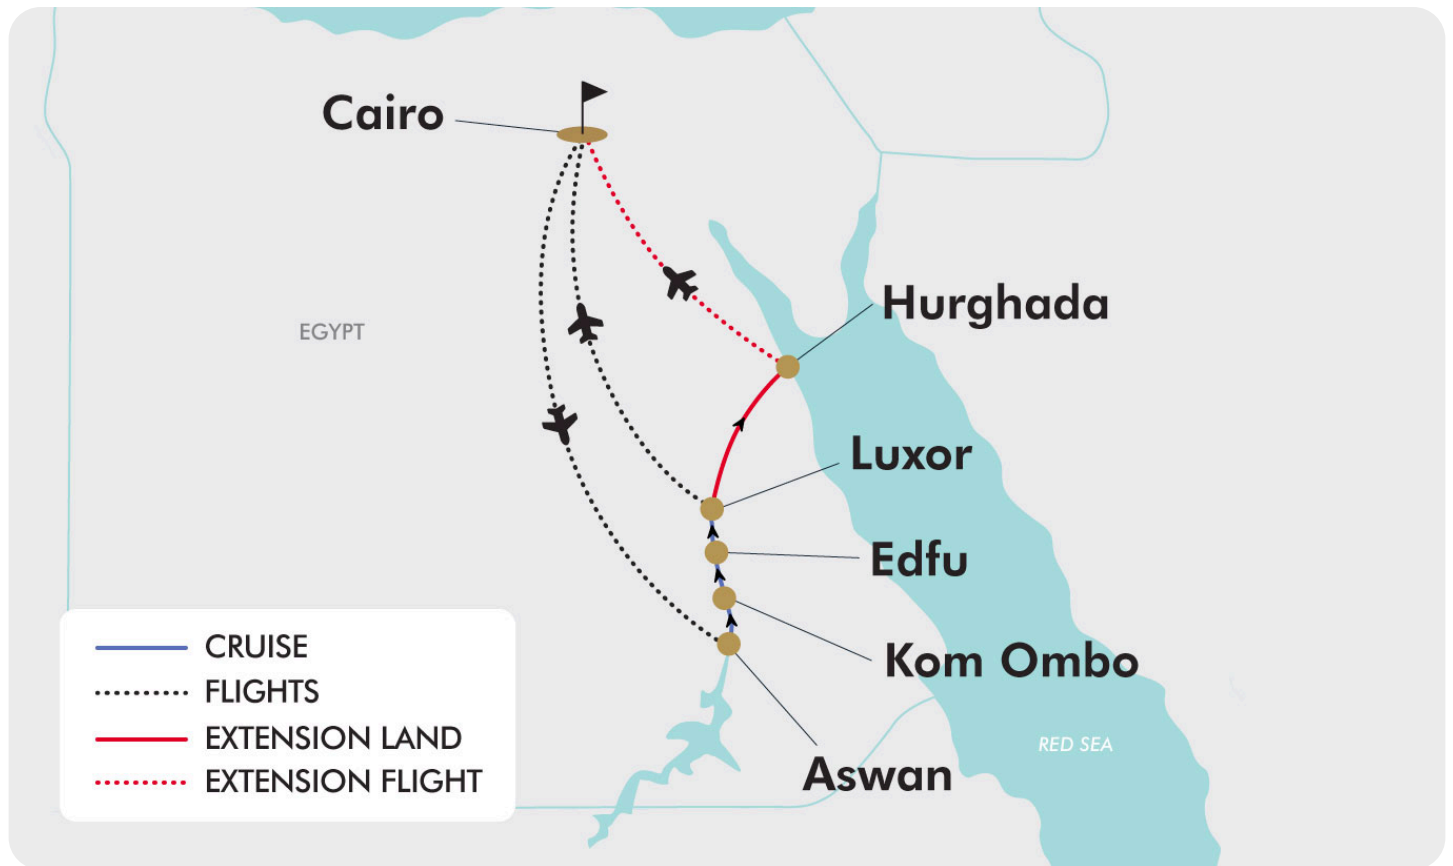 Cairo
Hurghada
EGYPT
Luxor
Edfu
Kom Ombo
Aswan
RED SEA
CRUISE
FLIGHTS
EXTENSION LAND
EXTENSION FLIGHT